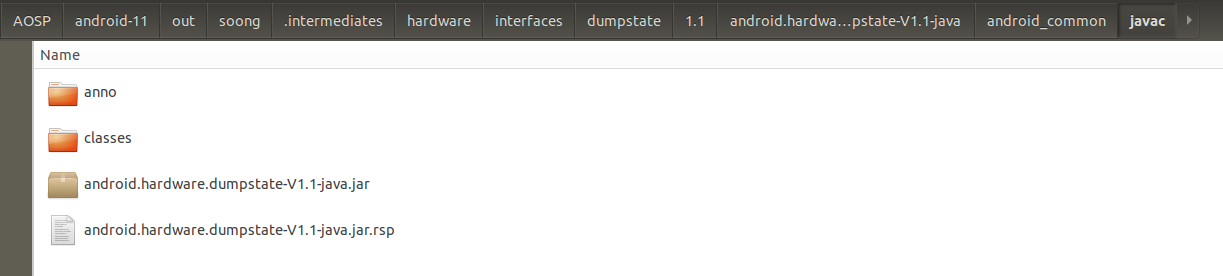 AOSP android-11 out soong .intermediates hardware interfaces dumpstate 1.1 android.hardwa…pstate-V1.1-java android_common javac
Name
anno
classes
android.hardware.dumpstate-V1.1-java.jar
android.hardware.dumpstate-V1.1-java.jar.rsp